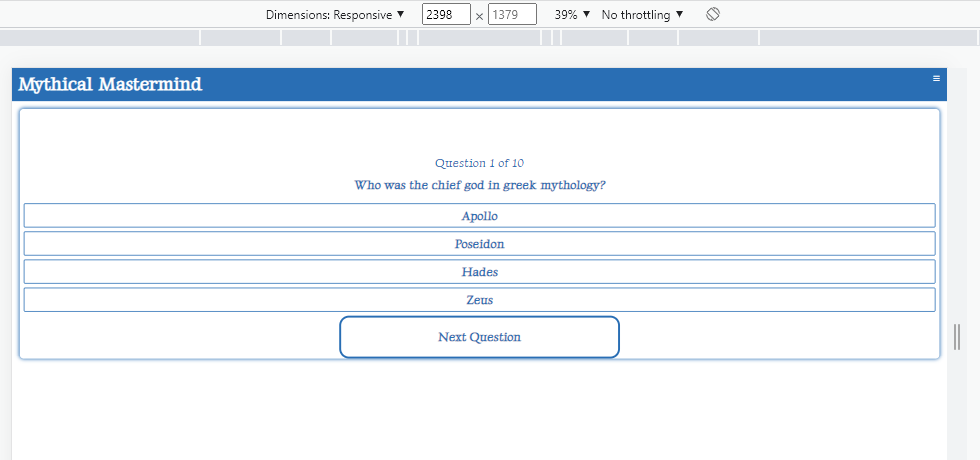 Dimensions: Responsive ▼ 2398 × 1379 39% ▼ No throttling ▼
Mythical Mastermind
Question 1 of 10
Who was the chief god in greek mythology?
Apollo
Poseidon
Hades
Zeus
Next Question